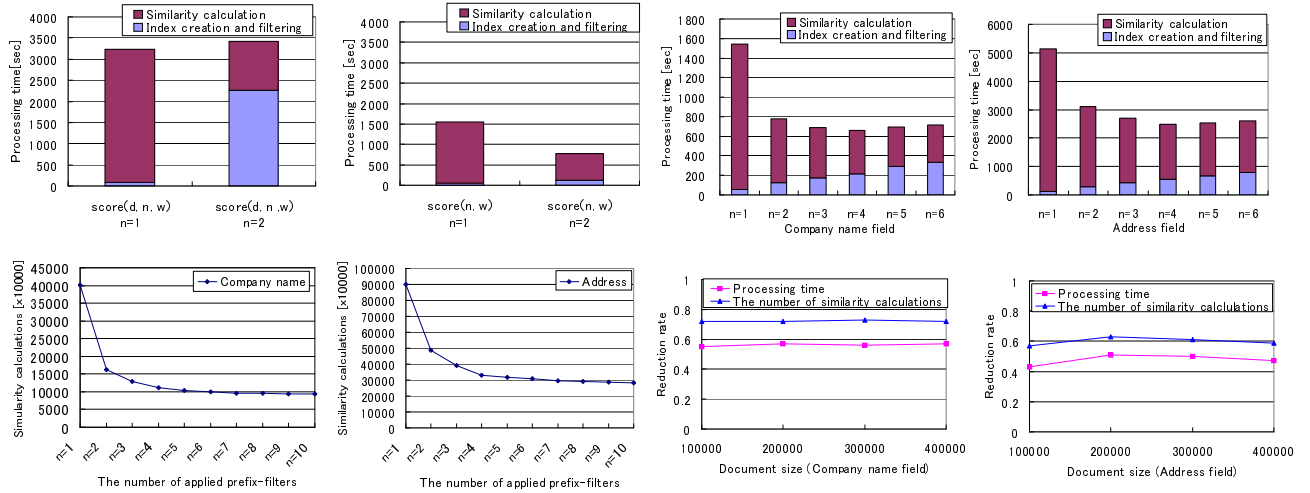 Similarity calculation
Index creation and filtering
Processing time[sec]
4000
3500
3000
2500
2000
1500
1000
500
0
score(d, n, w)
n=1
score(d, n ,w)
n=2
Similarity calculation
Index creation and filtering
Processing time [sec]
4000
3500
3000
2500
2000
1500
1000
500
0
score(n, w)
n=1
score(n, w)
n=2
Similarity calculation
Index creation and filtering
Processing time [sec]
1800
1600
1400
1200
1000
800
600
400
200
0
n=1 n=2 n=3 n=4 n=5 n=6
Company name field
Similarity calculation
Index creation and filtering
Processing time [sec]
6000
5000
4000
3000
2000
1000
0
n=1 n=2 n=3 n=4 n=5 n=6
Address field
Company name
Simularity calculations [x10000]
45000
40000
35000
30000
25000
20000
15000
10000
5000
0
n=1 n=2 n=3 n=4 n=5 n=6 n=7 n=8 n=9 n=10
The number of applied prefix-filters
Address
Similarity calculations [x10000]
100000
90000
80000
70000
60000
50000
40000
30000
20000
10000
0
n=1 n=2 n=3 n=4 n=5 n=6 n=7 n=8 n=9 n=10
The number of applied prefix-filters
Processing time
The number of similarity calculations
Reduction rate
1
0.8
0.6
0.4
0.2
0
100000 200000 300000 400000
Document size (Company name field)
Processing time
The number of similarity calculations
Reduction rate
1
0.8
0.6
0.4
0.2
0
100000 200000 300000 400000
Document size (Address field)